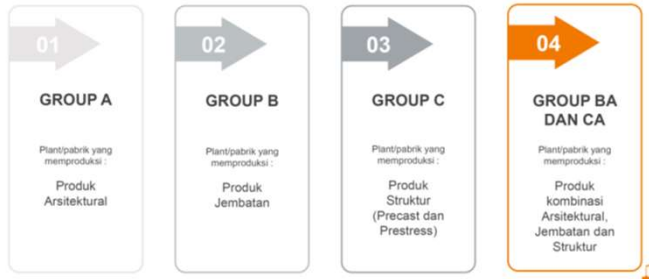 01
GROUP A
Plant/pabrik yang
memproduksi :
Produk
Arsitektural
02
GROUP B
Plant/pabrik yang
memproduksi :
Produk
Jembatan
03
GROUP C
Plant/pabrik yang
memproduksi :
Produk
Struktur
(Precast dan
Prestress)
04
GROUP BA
DAN CA
Plant/pabrik yang
memproduksi :
Produk
kombinasi
Arsitektural,
Jembatan dan
Struktur